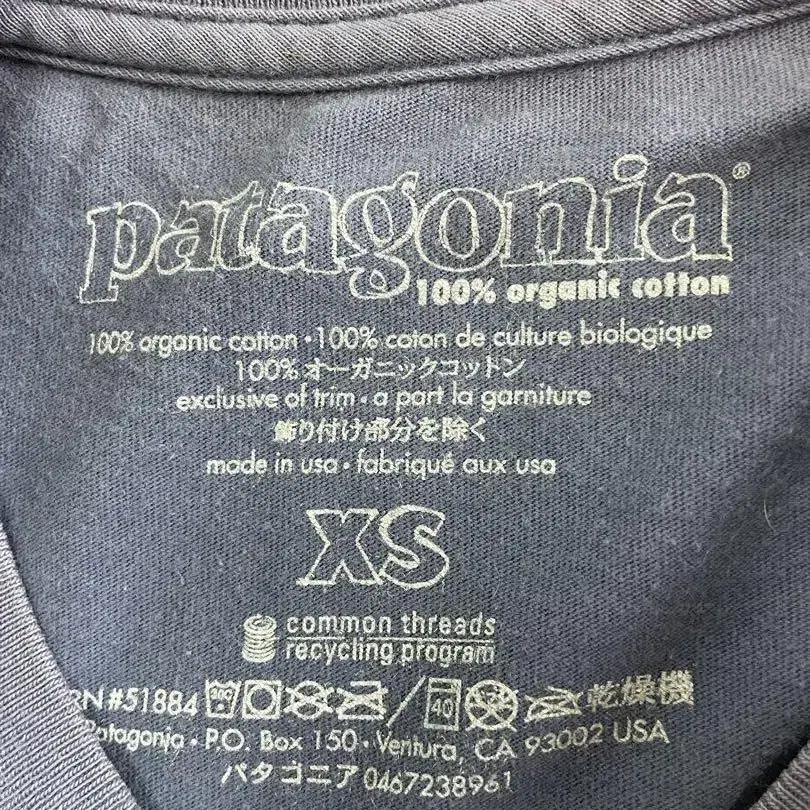 patagonia®
100% organic cotton
100% organic cotton • 100% coton de culture biologique
100% オーガニックコットン
exclusive of trim • a part la garniture
飾り付け部分を除く
made in usa • fabriqué aux usa
XS
common threads
recycling program
RN #51884 30C / 40 乾燥機
Patagonia • P.O. Box 150 • Ventura, CA 93002 USA
パタゴニア 0467238961